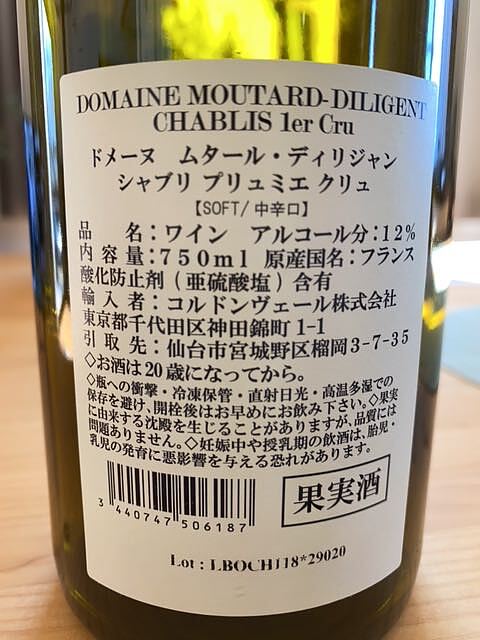 DOMAINE MOUTARD-DILIGENT
CHABLIS 1er Cru
ドメーヌ ムタール・ディリジャン
シャブリ プリュミエ クリュ
【SOFT/中辛口】
品 名：ワイン アルコール分：12％
内 容 量：750ml 原産国名：フランス
酸化防止剤(亜硫酸塩)含有
輸 入 者：コルドンヴェール株式会社
東京都千代田区神田錦町1-1
引 取 先：仙台市宮城野区榴岡3-7-35
◇お酒は20歳になってから。
◇瓶への衝撃・冷凍保管・直射日光・高温多湿での
保存を避け、開栓後はお早めにお飲み下さい。◇果実
に由来する沈殿を生じることがありますが、品質には
問題ありません。◇妊娠中や授乳期の飲酒は、胎児・
乳児の発育に悪影響を与える恐れがあります。
3 440747 506187
果実酒
Lot : LBOCH118*29020